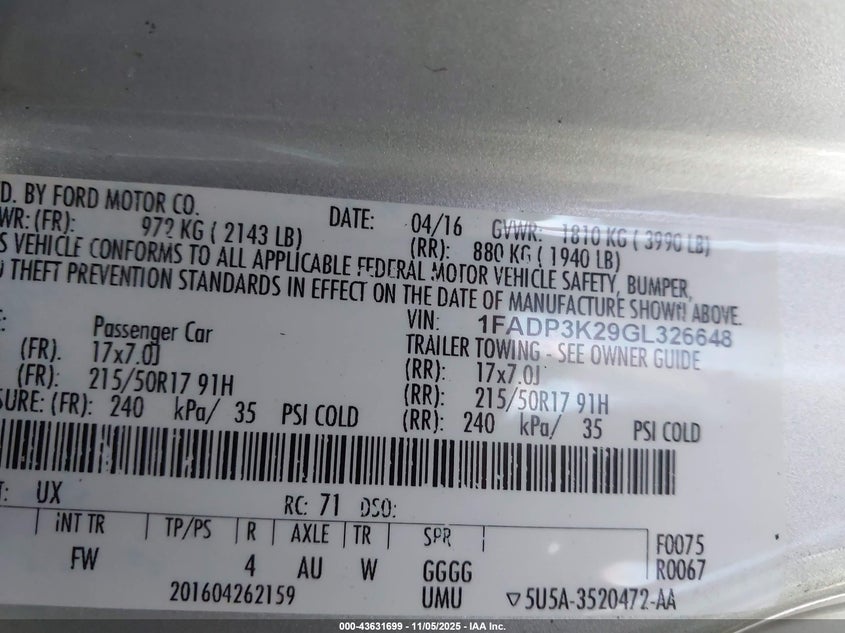 D. BY FORD MOTOR CO. DATE: 04/16 GVWR: 1810 KG ( 3990 LB)
WR: (FR): 972 KG ( 2143 LB) (RR): 880 KG ( 1940 LB)
S VEHICLE CONFORMS TO ALL APPLICABLE FEDERAL MOTOR VEHICLE SAFETY, BUMPER,
THEFT PREVENTION STANDARDS IN EFFECT ON THE DATE OF MANUFACTURE SHOWN ABOVE.
VIN: 1FADP3K29GL326648
Passenger Car TRAILER TOWING - SEE OWNER GUIDE
(FR). 17x7.0J (RR): 17x7.0J
(FR): 215/50R17 91H (RR): 215/50R17 91H
SURE: (FR): 240 kPa/ 35 PSI COLD (RR): 240 kPa/ 35 PSI COLD
T: UX RC: 71 DSO:
INT TR TP/PS R AXLE TR SPR F0075
FW 4 AU W GGGG R0067
201604262159 UMU ▽5U5A-3520472-AA
000-43631699 - 11/05/2025 - IAA Inc.